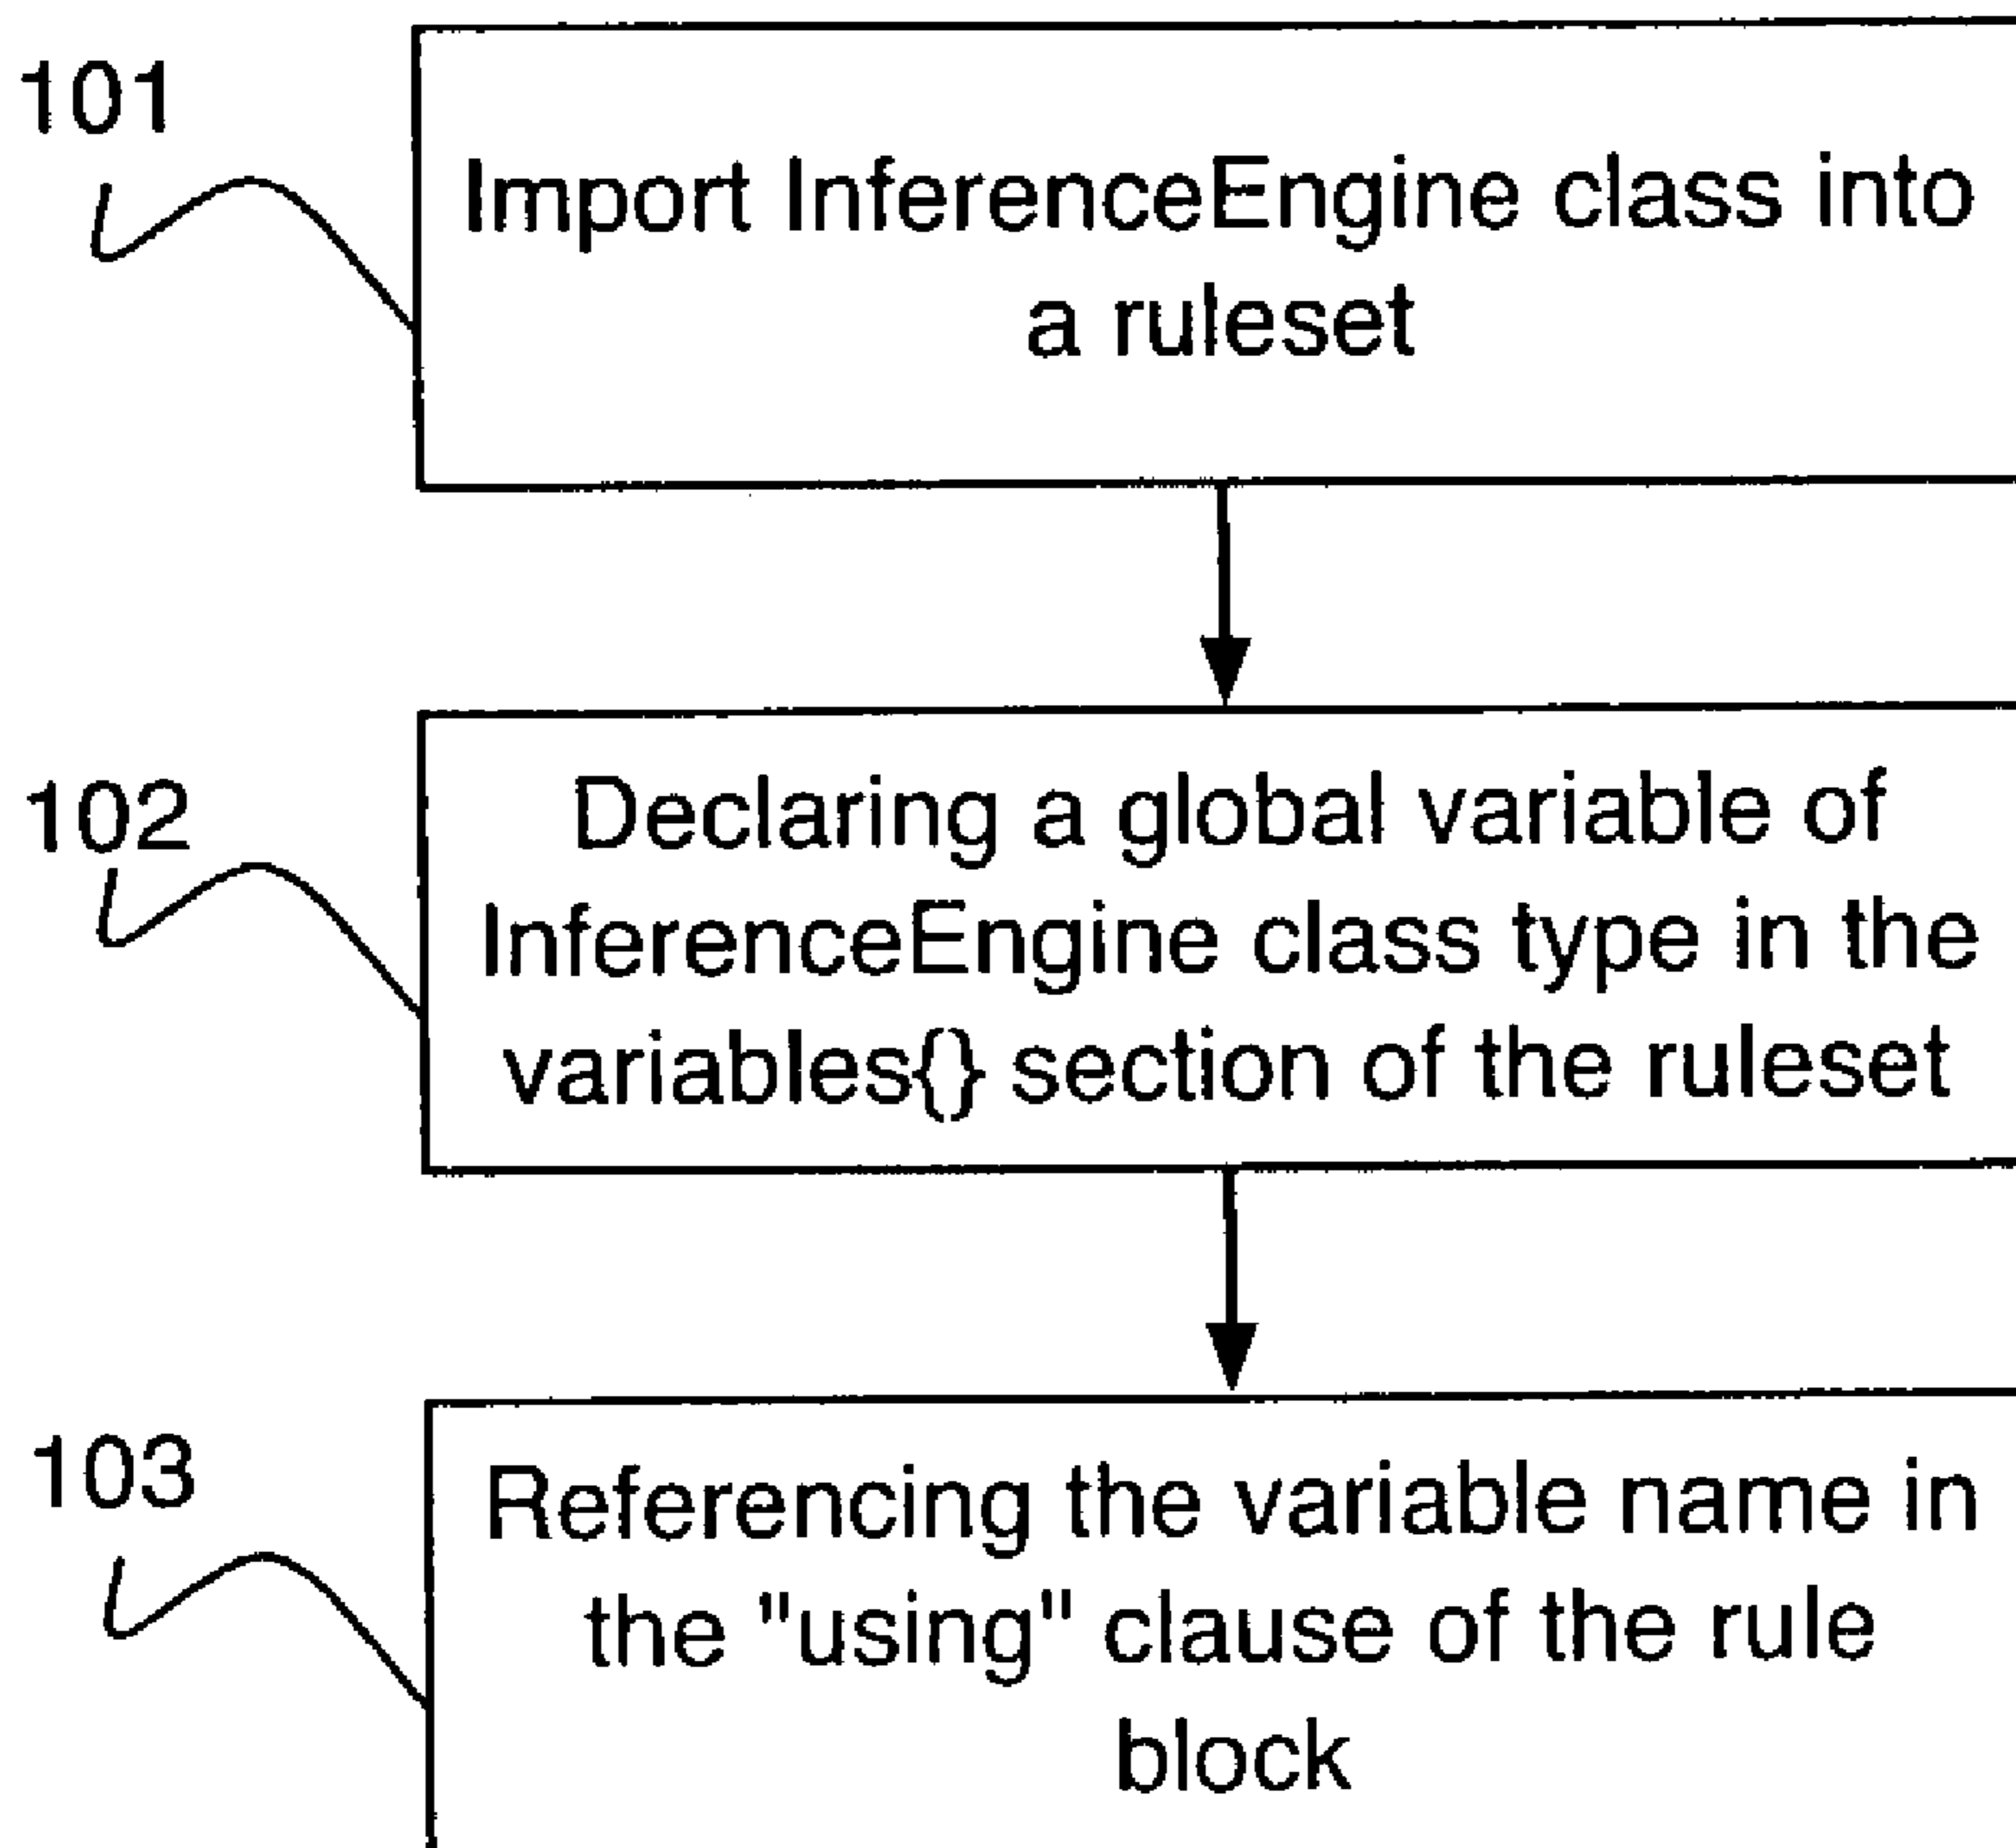 101
Import InferenceEngine class into
a ruleset
102
Declaring a global variable of
InferenceEngine class type in the
variables{} section of the ruleset
103
Referencing the variable name in
the "using" clause of the rule
block